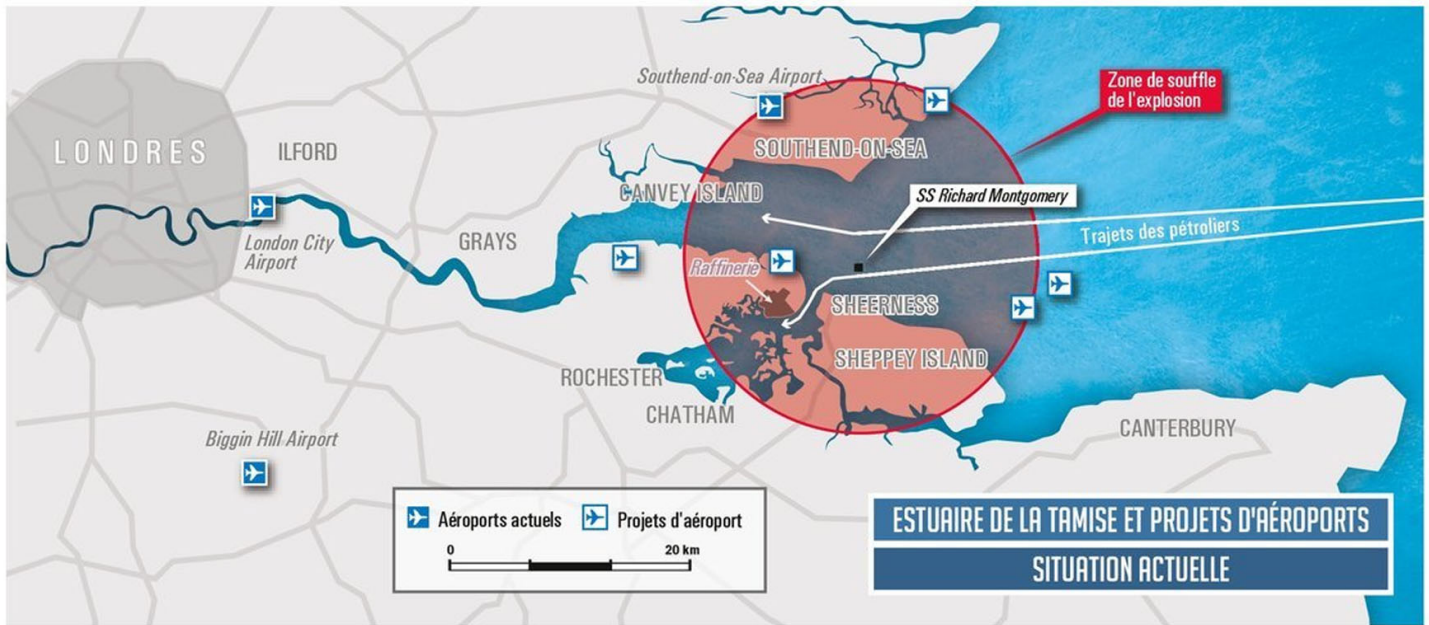 Southend-on-Sea Airport
Zone de souffle
de l'explosion
LONDRES
ILFORD
SOUTHEND-ON-SEA
CANVEY ISLAND
SS Richard Montgomery
London City
Airport
GRAYS
Trajets des pétroliers
Raffinerie
SHEERNESS
SHEPPEY ISLAND
ROCHESTER
CHATHAM
CANTERBURY
Biggin Hill Airport
Aéroports actuels
Projets d'aéroport
0
20 km
ESTUAIRE DE LA TAMISE ET PROJETS D'AÉROPORTS
SITUATION ACTUELLE